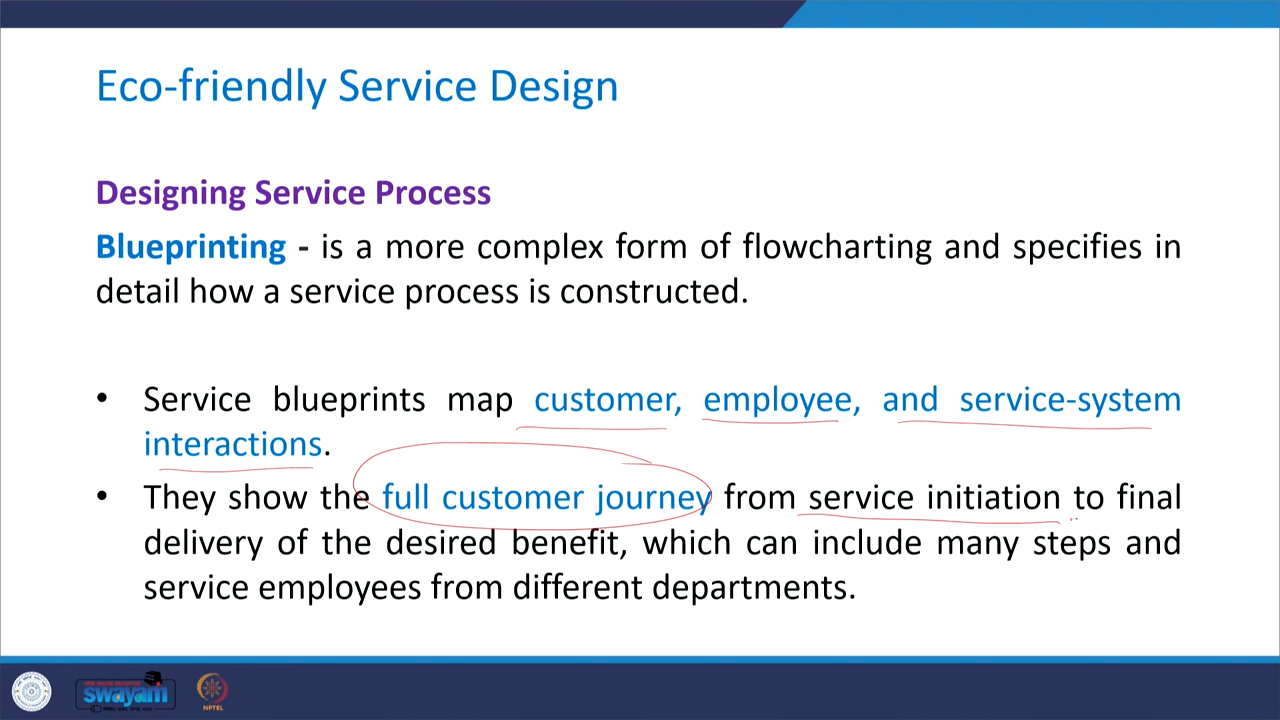 Eco-friendly Service Design
Designing Service Process
Blueprinting - is a more complex form of flowcharting and specifies in
detail how a service process is constructed.
• Service blueprints map customer, employee, and service-system
interactions.
• They show the full customer journey from service initiation to final
delivery of the desired benefit, which can include many steps and
service employees from different departments.
swayam
NPTEL